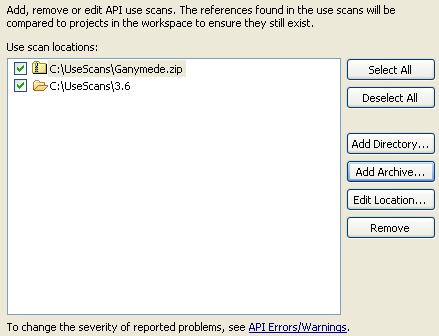 Add, remove or edit API use scans. The references found in the use scans will be
compared to projects in the workspace to ensure they still exist.
Use scan locations:
C:\UseScans\Ganymede.zip
C:\UseScans\3.6
Select All
Deselect All
Add Directory...
Add Archive...
Edit Location...
Remove
To change the severity of reported problems, see API Errors/Warnings.